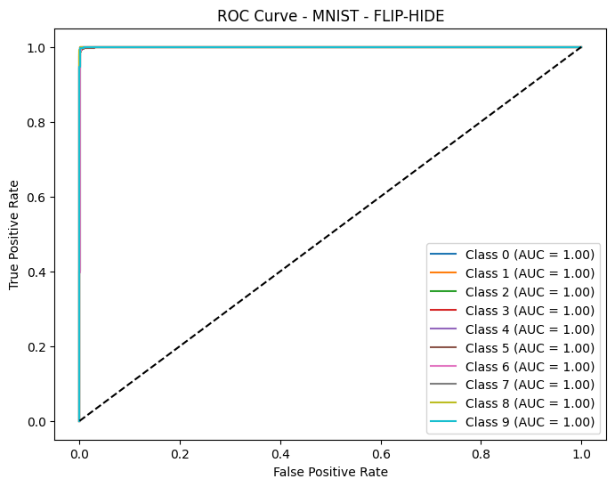 ROC Curve - MNIST - FLIP-HIDE
True Positive Rate
1.0
0.8
0.6
0.4
0.2
0.0
Class 0 (AUC = 1.00)
Class 1 (AUC = 1.00)
Class 2 (AUC = 1.00)
Class 3 (AUC = 1.00)
Class 4 (AUC = 1.00)
Class 5 (AUC = 1.00)
Class 6 (AUC = 1.00)
Class 7 (AUC = 1.00)
Class 8 (AUC = 1.00)
Class 9 (AUC = 1.00)
0.0 0.2 0.4 0.6 0.8 1.0
False Positive Rate